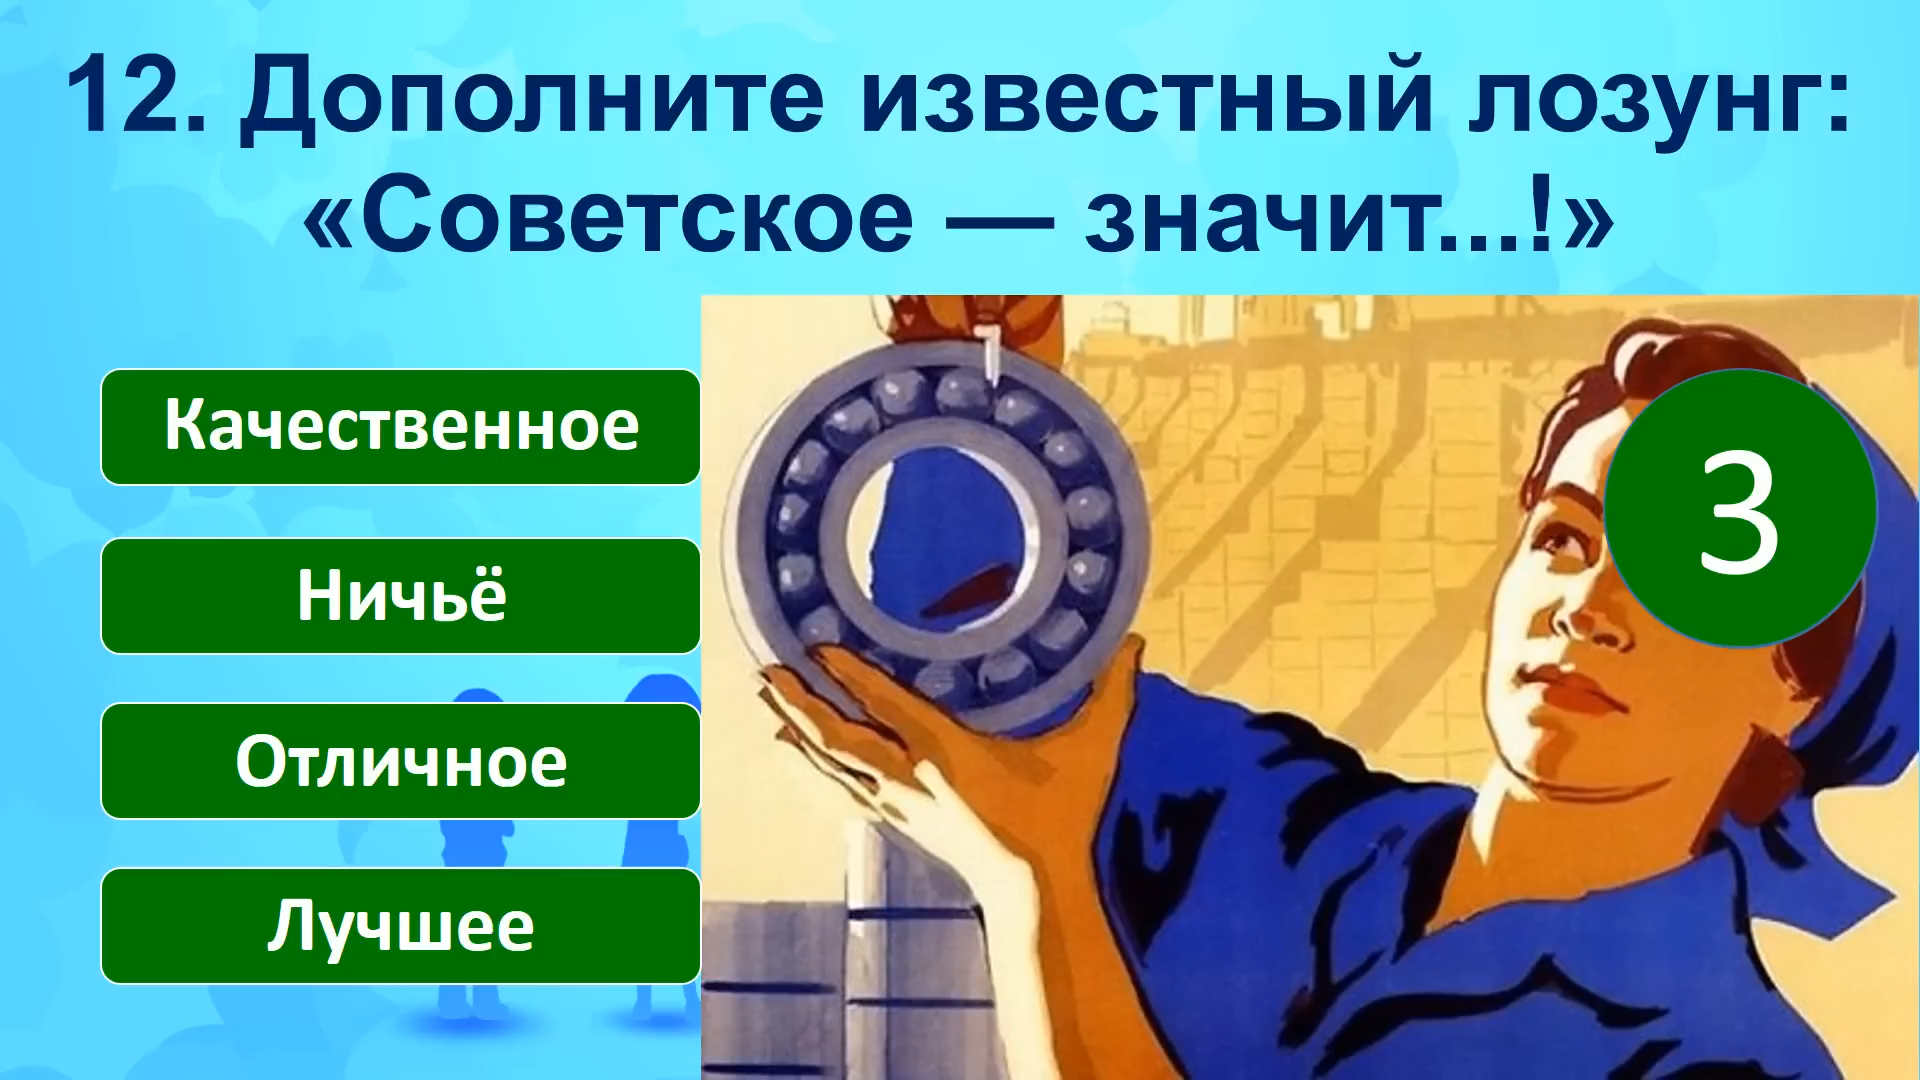 12. Дополните известный лозунг:
«Советское — значит...!»
Качественное
Ничьё
Отличное
Лучшее
3